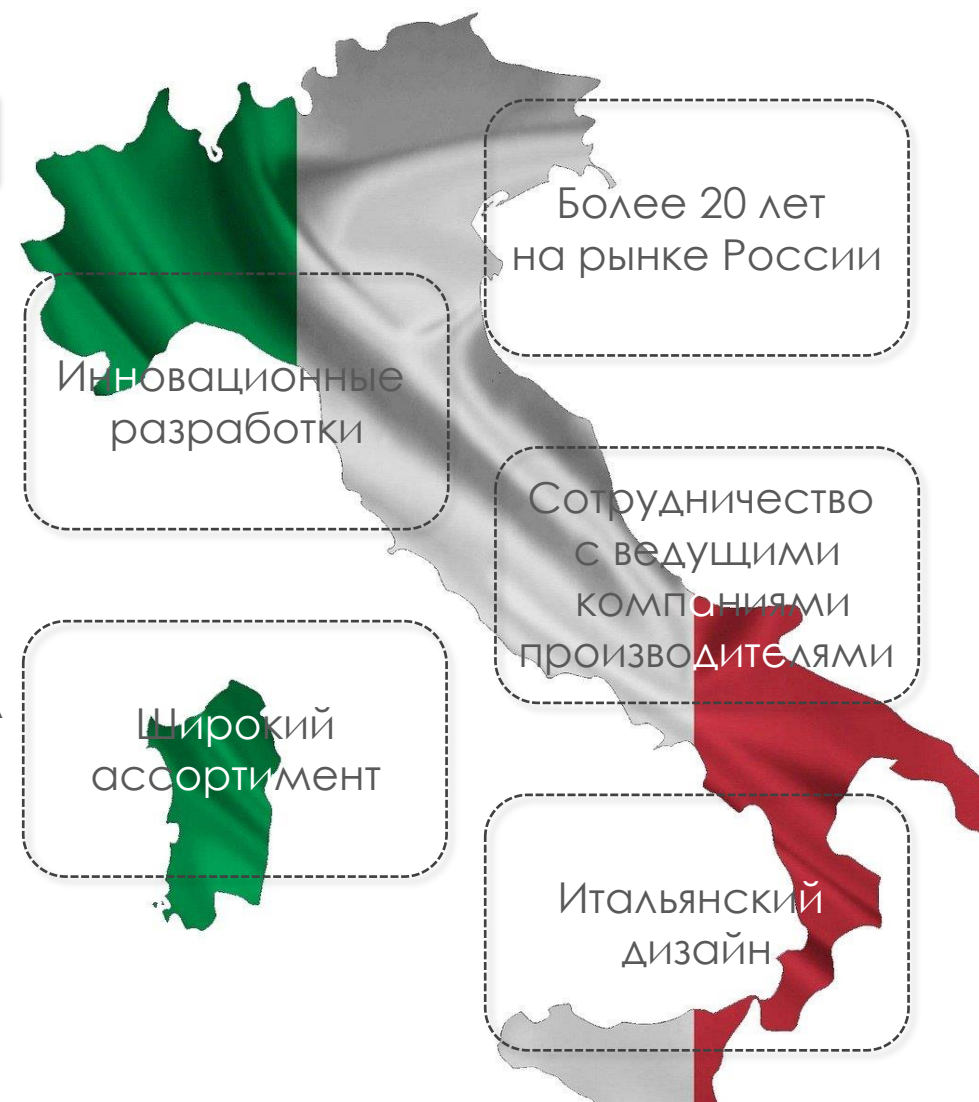 Более 20 лет
на рынке России
Инновационные
разработки
Сотрудничество
с ведущими
компаниями
производителями
Широкий
ассортимент
Итальянский
дизайн